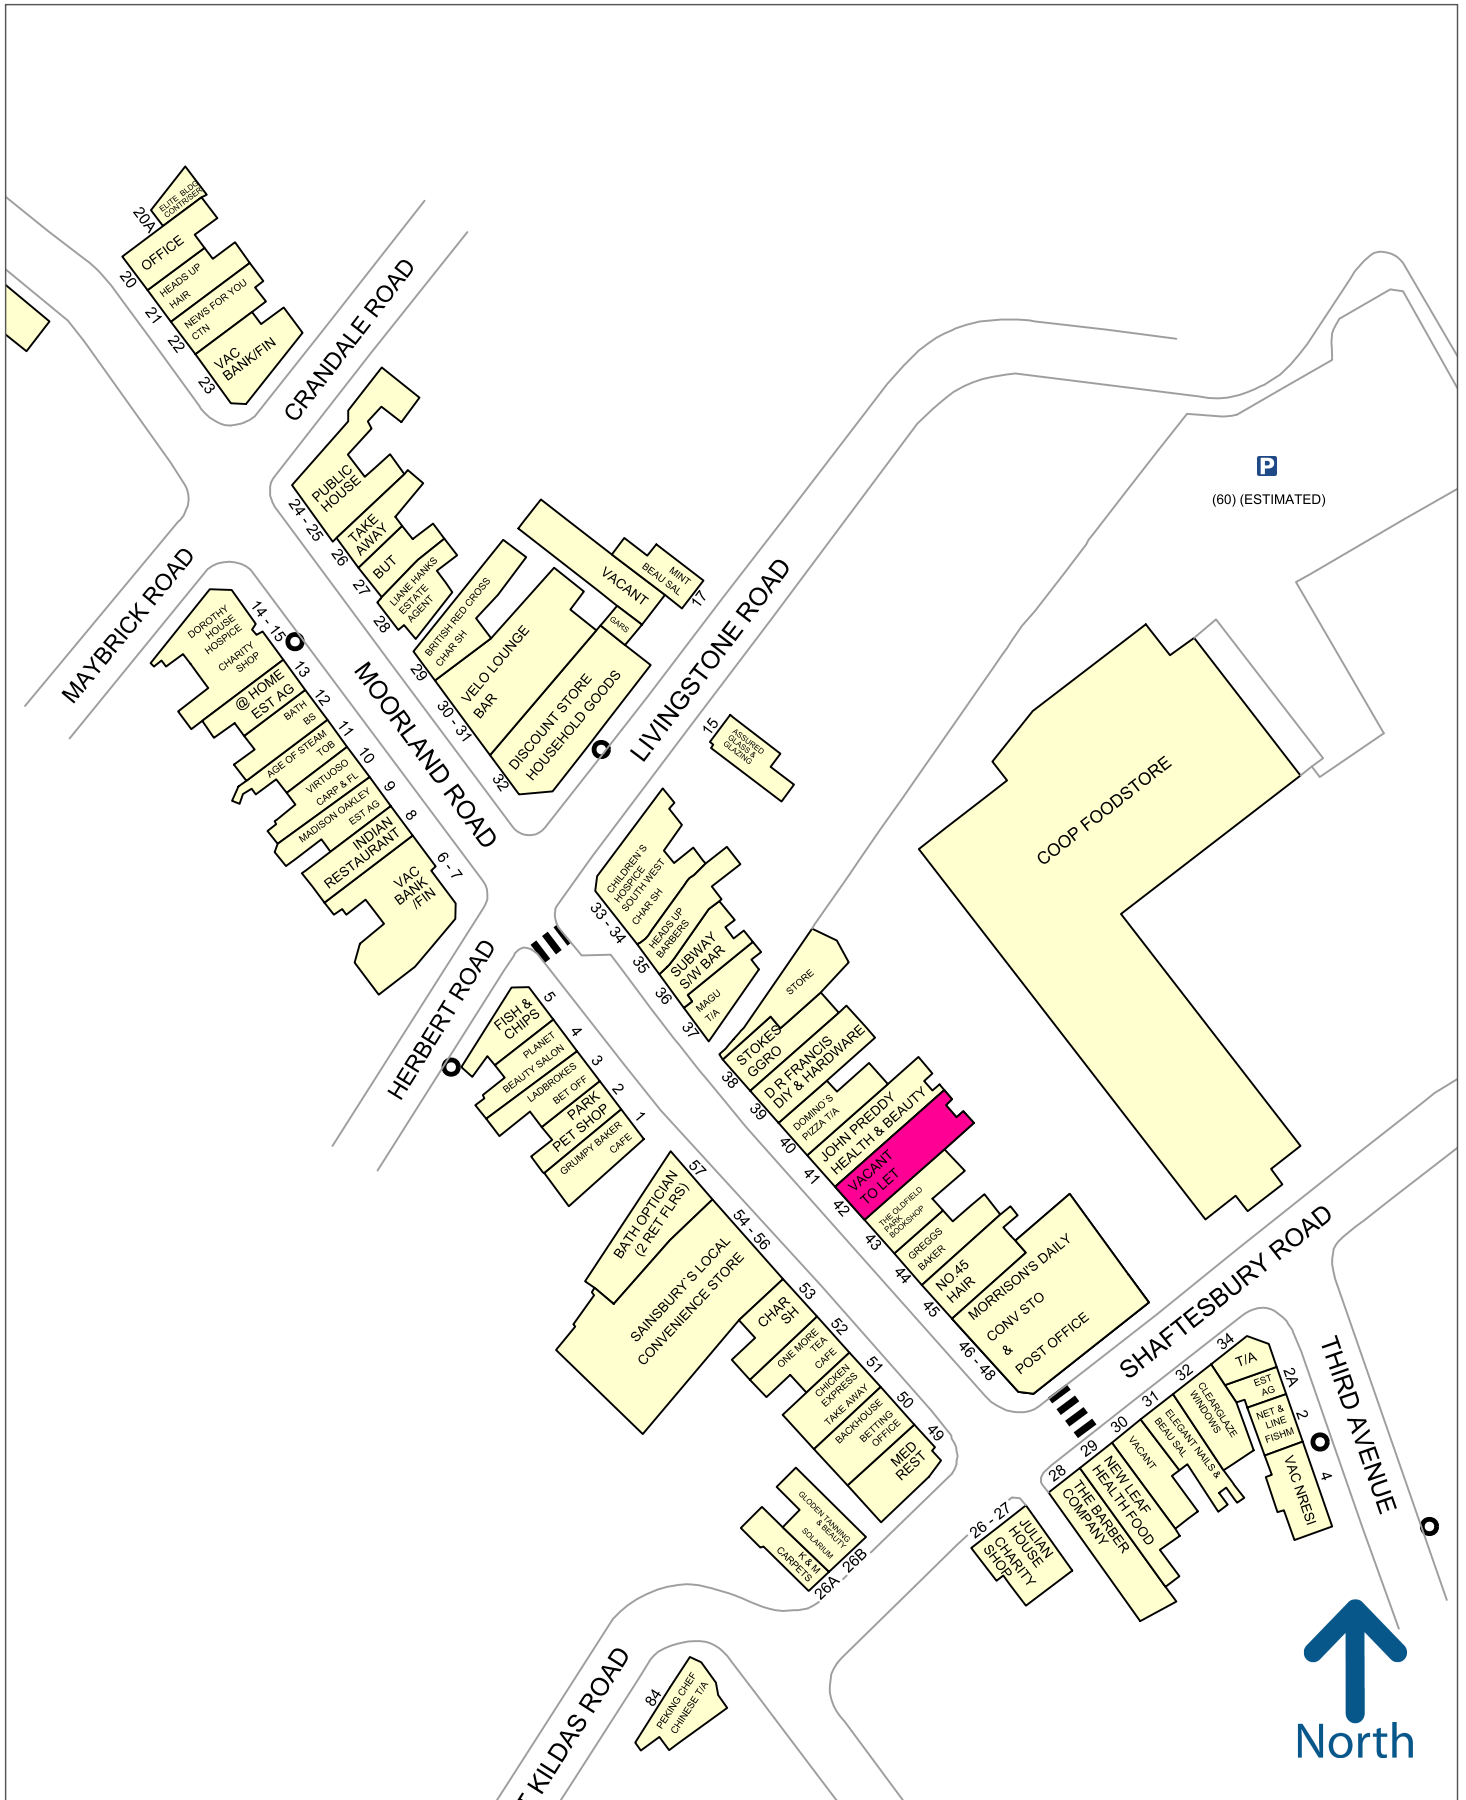 ELITE BLDG
CONTR/SER
20A
OFFICE
20
HEADS UP
HAIR
21
NEWS FOR YOU
CTN
22
VAC
BANK/FIN
23
CRANDALE ROAD
MAYBRICK ROAD
PUBLIC
HOUSE
24 - 25
TAKE
AWAY
26
BUT
27
LIANE HANKS
ESTATE
AGENT
28
BRITISH RED CROSS
CHAR SH
29
VELO LOUNGE
BAR
30 - 31
DISCOUNT STORE
HOUSEHOLD GOODS
32
VACANT
GARS
MINT
BEAU SAL
17
LIVINGSTONE ROAD
P
(60) (ESTIMATED)
DOROTHY
HOUSE
HOSPICE
CHARITY
SHOP
14 - 15
13
@ HOME
EST AG
12
BATH
BS
11
AGE OF STEAM
TOB
10
VIRTUOSO
CARP & FL
9
MADISON OAKLEY
EST AG
8
INDIAN
RESTAURANT
6 - 7
VAC
BANK
/FIN
MOORLAND ROAD
15
ASSURED
GLASS &
GLAZING
COOP FOODSTORE
CHILDREN`S
HOSPICE
SOUTH WEST
CHAR SH
33 - 34
HEADS UP
BARBERS
35
SUBWAY
S/W BAR
36
MAGU
T/A
37
HERBERT ROAD
5
FISH &
CHIPS
4
PLANET
BEAUTY SALON
3
LADBROKES
BET OFF
2
PARK
PET SHOP
1
GRUMPY BAKER
CAFE
STORE
STOKES
GGRO
38
D R FRANCIS
DIY & HARDWARE
39
DOMINO`S
PIZZA T/A
40
JOHN PREDDY
HEALTH & BEAUTY
41
VACANT
TO LET
42
THE OLDFIELD
PARK
BOOKSHOP
43
GREGGS
BAKER
44
NO.45
HAIR
45
MORRISON'S DAILY
CONV STO
&
POST OFFICE
46 - 48
57
BATH OPTICIAN
(2 RET FLRS)
54 - 56
SAINSBURY`S LOCAL
CONVENIENCE STORE
53
CHAR
SH
52
ONE MORE
TEA
CAFE
51
CHICKEN
EXPRESS
TAKE AWAY
50
BACKHOUSE
BETTING
OFFICE
49
MED
REST
SHAFTESBURY ROAD
THIRD AVENUE
34
T/A
2A
EST
AG
2
NET &
LINE
FISHM
4
VAC NRESI
32
CLEARGLAZE
WINDOWS
31
ELEGANT NAILS &
BEAU SAL
30
VACANT
29
NEW LEAF
HEALTH FOOD
28
THE BARBER
COMPANY
26 - 27
JULIAN
HOUSE
CHARITY
SHOP
GLODEN TANNING
& BEAUTY
SOLARIUM
26B
K & M
CARPETS
26A
84
PEKING CHEF
CHINESE T/A
KILDAS ROAD
North